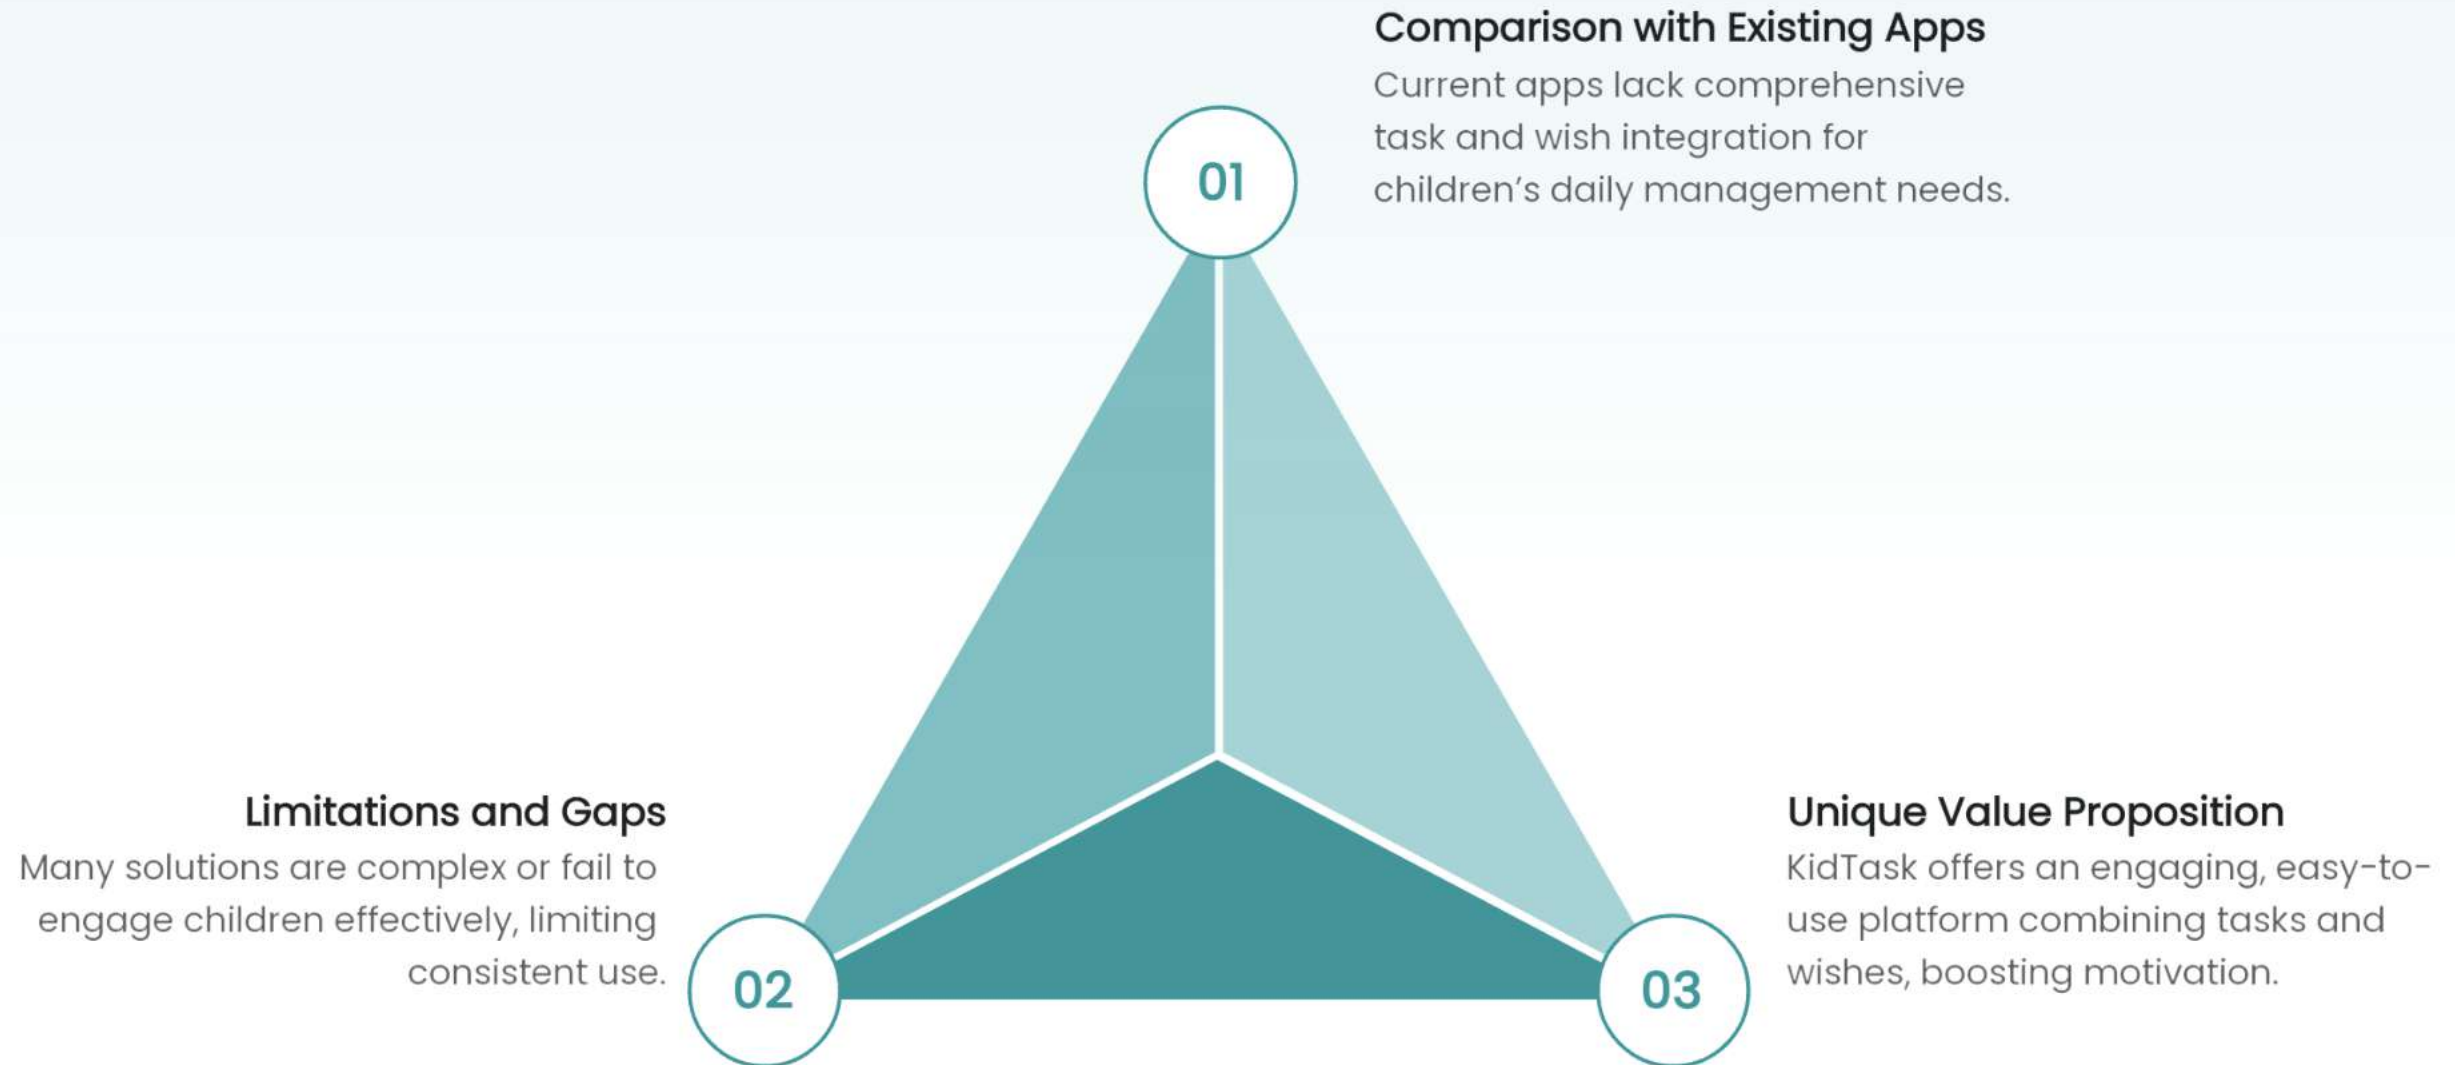 Comparison with Existing Apps
Current apps lack comprehensive
task and wish integration for
children’s daily management needs.
01
Limitations and Gaps
Many solutions are complex or fail to
engage children effectively, limiting
consistent use.
02
03
Unique Value Proposition
KidTask offers an engaging, easy-to-
use platform combining tasks and
wishes, boosting motivation.